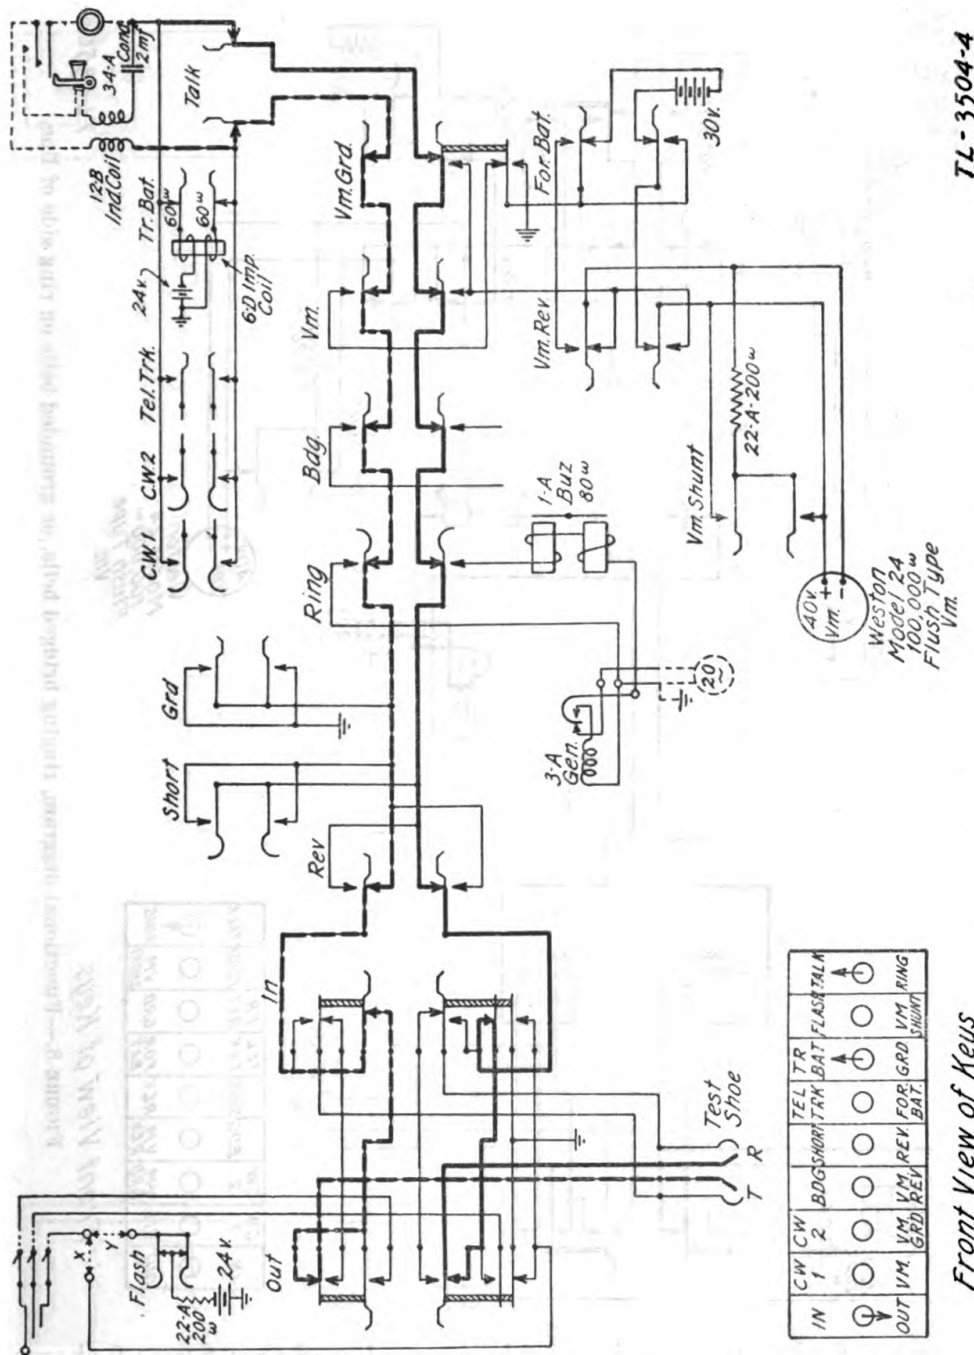 TL-3504-4
34-A
Cond
2mf
12-B
Ind Coil
Talk
Tr. Bat.
60ω
60ω
24v.
6-D Imp.
Coil
Tel. Trk.
C.W.2
C.W.1
Vm. Grd.
Vm.
Bdg.
Ring
Grd
Short
Rev
In
Out
For. Bat.
30v.
Vm. Rev.
Vm. Shunt
22-A-200ω
40v.
+
Vm.
-
Weston
Model 24
100,000ω
Flush Type
Vm.
1-A
Buz
80ω
3-A
Gen.
20
~
Test
Shoe
T R
X
Y
Flash
22-A
200
ω
24v.
IN CW 1 CW 2 BDG SHORT TEL TRK TR BAT FLASH TALK
OUT VM. VM GRD VM REV REV. FOR. BAT. GRD VM SHUNT RING
Front View of Keys